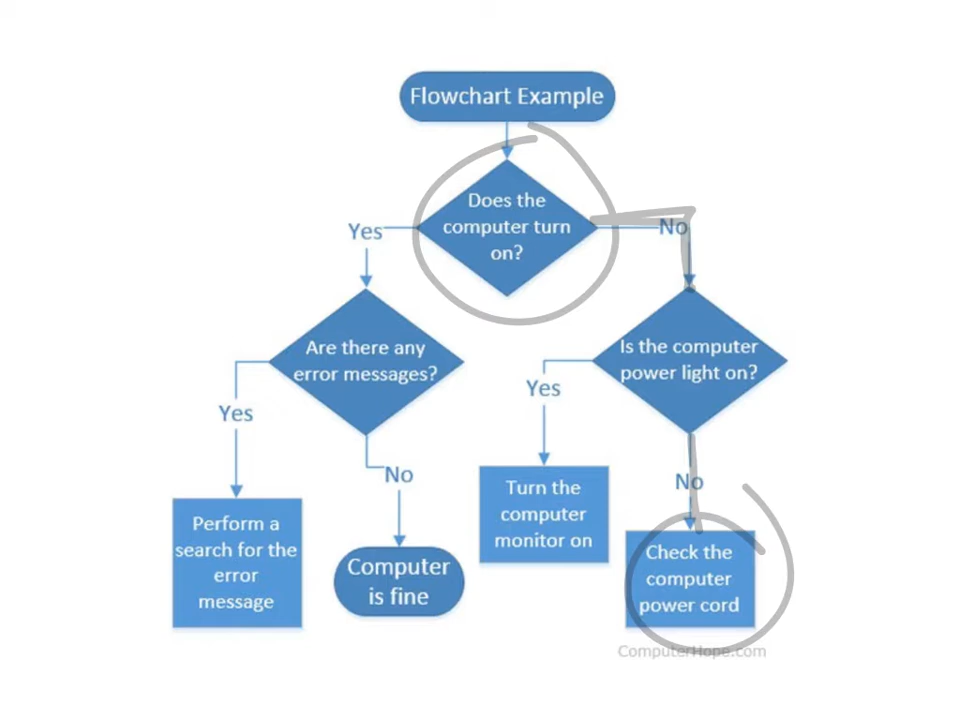 Flowchart Example
Does the
computer turn
on?
Yes
No
Are there any
error messages?
Is the computer
power light on?
Yes
No
Yes
No
Perform a
search for the
error
message
Computer
is fine
Turn the
computer
monitor on
Check the
computer
power cord
ComputerHope.com